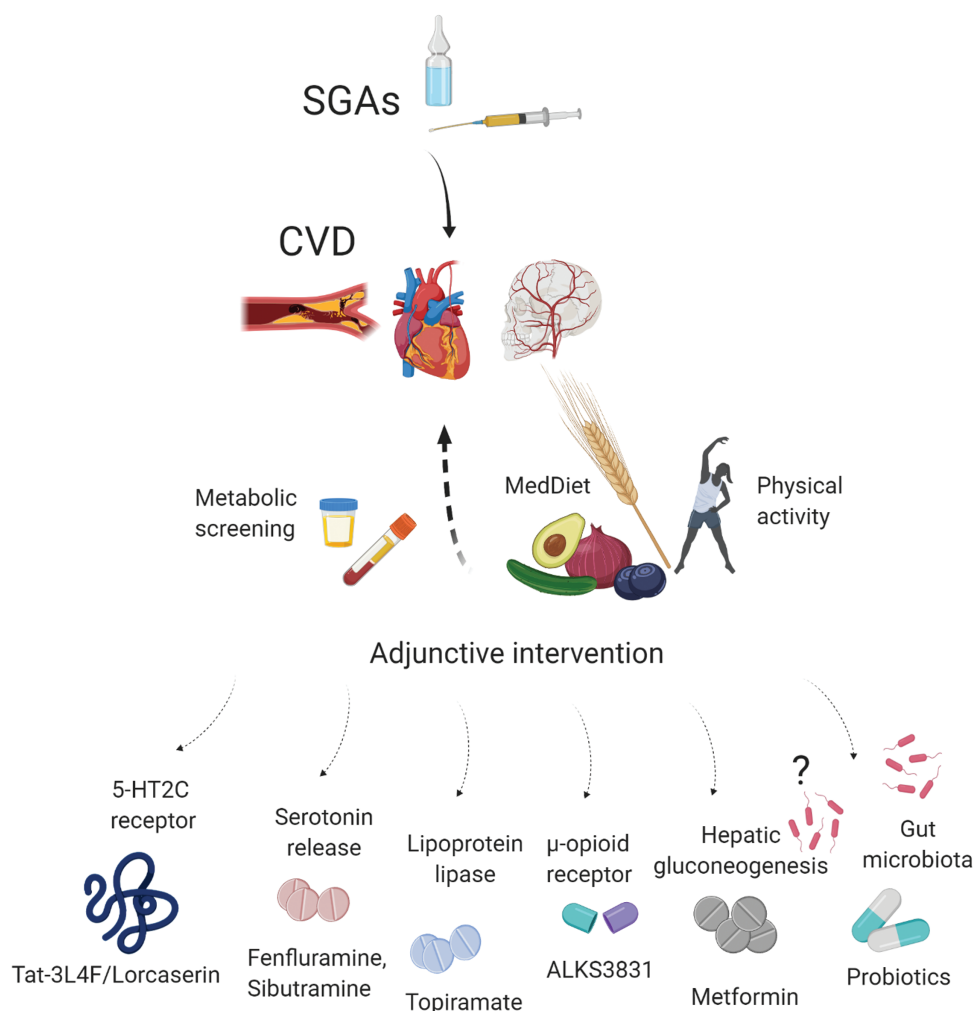 SGAs
CVD
Metabolic
screening
MedDiet
Physical
activity
Adjunctive intervention
5-HT2C
receptor
Tat-3L4F/Lorcaserin
Serotonin
release
Fenfluramine,
Sibutramine
Lipoprotein
lipase
Topiramate
μ-opioid
receptor
ALKS3831
?
Hepatic
gluconeogenesis
Metformin
Gut
microbiota
Probiotics